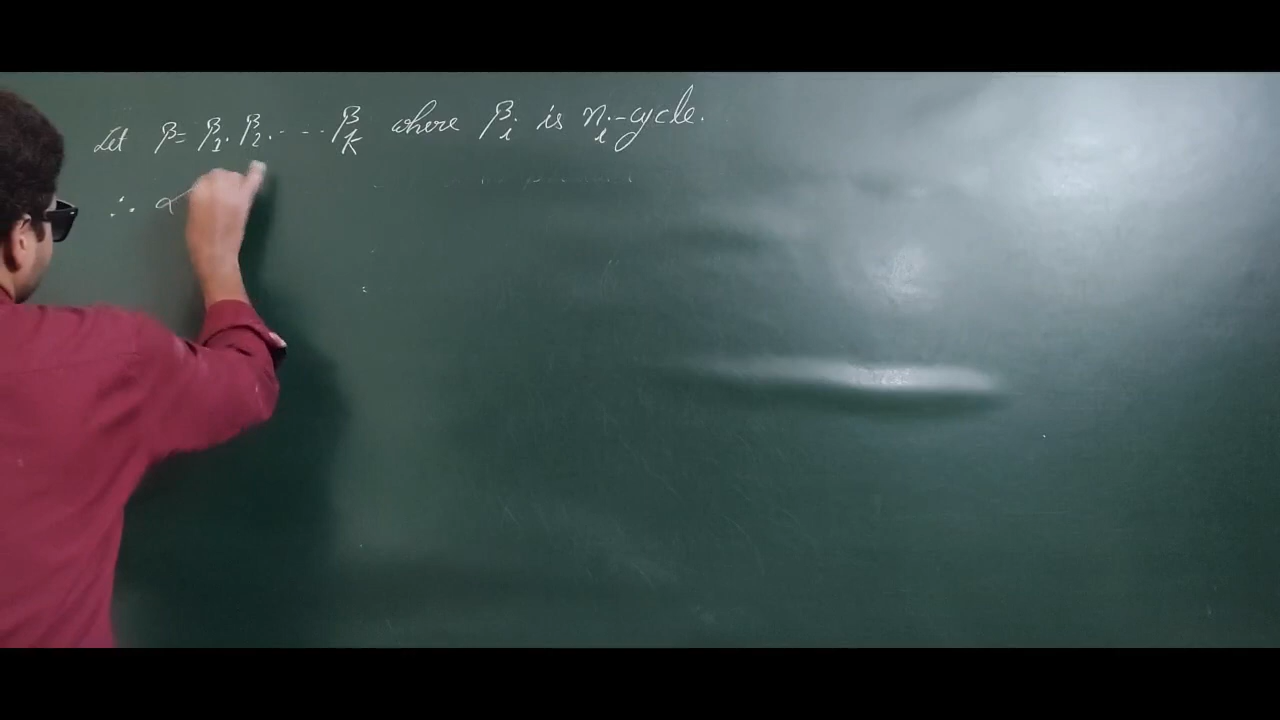 Let β = β₁. β₂. - - - β_k where β_i is n_i-cycle.
∴ α